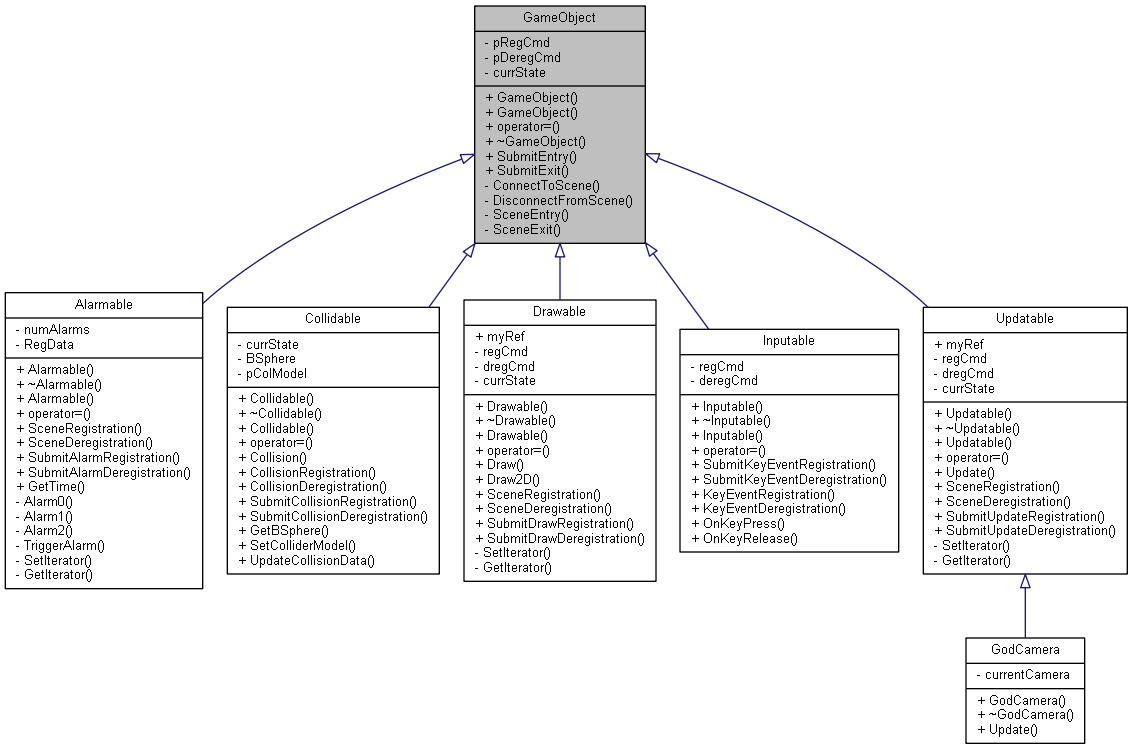 GameObject
- pRegCmd
- pDeregCmd
- currState
+ GameObject()
+ GameObject()
+ operator=()
+ ~GameObject()
+ SubmitEntry()
+ SubmitExit()
- ConnectToScene()
- DisconnectFromScene()
- SceneEntry()
- SceneExit()
Alarmable
- numAlarms
- RegData
+ Alarmable()
+ ~Alarmable()
+ Alarmable()
+ operator=()
+ SceneRegistration()
+ SceneDeregistration()
+ SubmitAlarmRegistration()
+ SubmitAlarmDeregistration()
+ GetTime()
- Alarm0()
- Alarm1()
- Alarm2()
- TriggerAlarm()
- SetIterator()
- GetIterator()
Collidable
- currState
- BSphere
- pColModel
+ Collidable()
+ ~Collidable()
+ Collidable()
+ operator=()
+ Collision()
+ CollisionRegistration()
+ CollisionDeregistration()
+ SubmitCollisionRegistration()
+ SubmitCollisionDeregistration()
+ GetBSphere()
+ SetColliderModel()
+ UpdateCollisionData()
Drawable
+ myRef
- regCmd
- dregCmd
- currState
+ Drawable()
+ ~Drawable()
+ Drawable()
+ operator=()
+ Draw()
+ Draw2D()
+ SceneRegistration()
+ SceneDeregistration()
+ SubmitDrawRegistration()
+ SubmitDrawDeregistration()
- SetIterator()
- GetIterator()
Inputable
- regCmd
- deregCmd
+ Inputable()
+ ~Inputable()
+ Inputable()
+ operator=()
+ SubmitKeyEventRegistration()
+ SubmitKeyEventDeregistration()
+ KeyEventRegistration()
+ KeyEventDeregistration()
+ OnKeyPress()
+ OnKeyRelease()
Updatable
+ myRef
- regCmd
- dregCmd
- currState
+ Updatable()
+ ~Updatable()
+ Updatable()
+ operator=()
+ Update()
+ SceneRegistration()
+ SceneDeregistration()
+ SubmitUpdateRegistration()
+ SubmitUpdateDeregistration()
- SetIterator()
- GetIterator()
GodCamera
- currentCamera
+ GodCamera()
+ ~GodCamera()
+ Update()